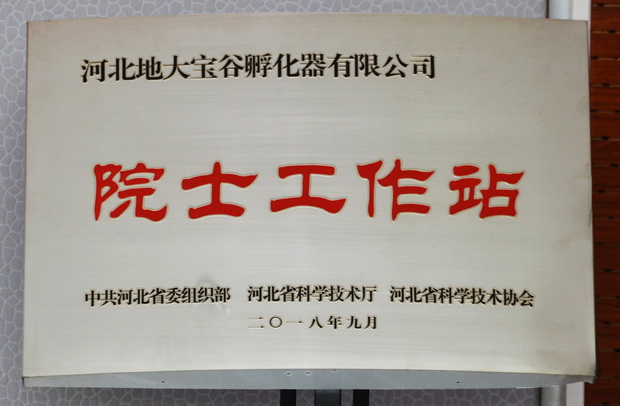 河北地大宝谷孵化器有限公司
院士工作站
中共河北省委组织部 河北省科学技术厅 河北省科学技术协会
二〇一八年九月